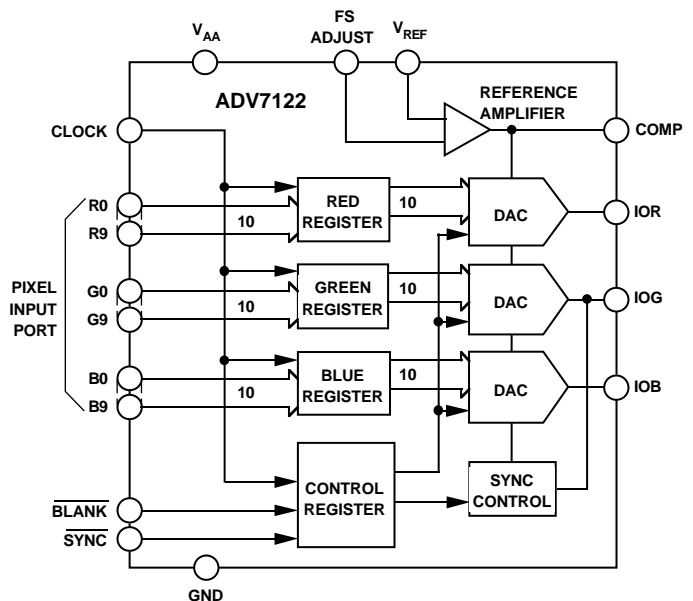 FS
ADJUST
VAA
VREF
ADV7122
REFERENCE
AMPLIFIER
CLOCK
COMP
R0
R9
10
RED
REGISTER
10
DAC
IOR
PIXEL
INPUT
PORT
G0
G9
10
GREEN
REGISTER
10
DAC
IOG
B0
B9
10
BLUE
REGISTER
10
DAC
IOB
BLANK
SYNC
CONTROL
REGISTER
SYNC
CONTROL
GND